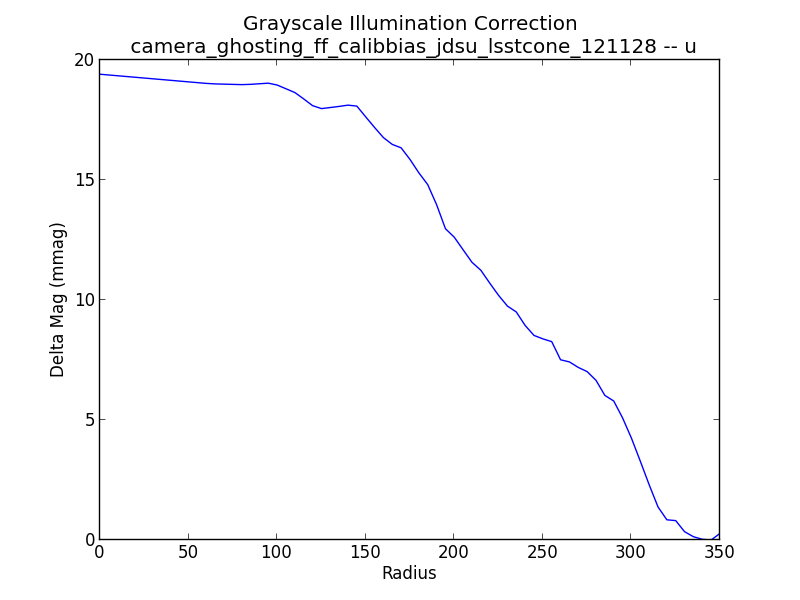 Grayscale Illumination Correction
camera_ghosting_ff_calibbias_jdsu_lsstcone_121128 -- u
20
15
10
5
0
Delta Mag (mmag)
0 50 100 150 200 250 300 350
Radius